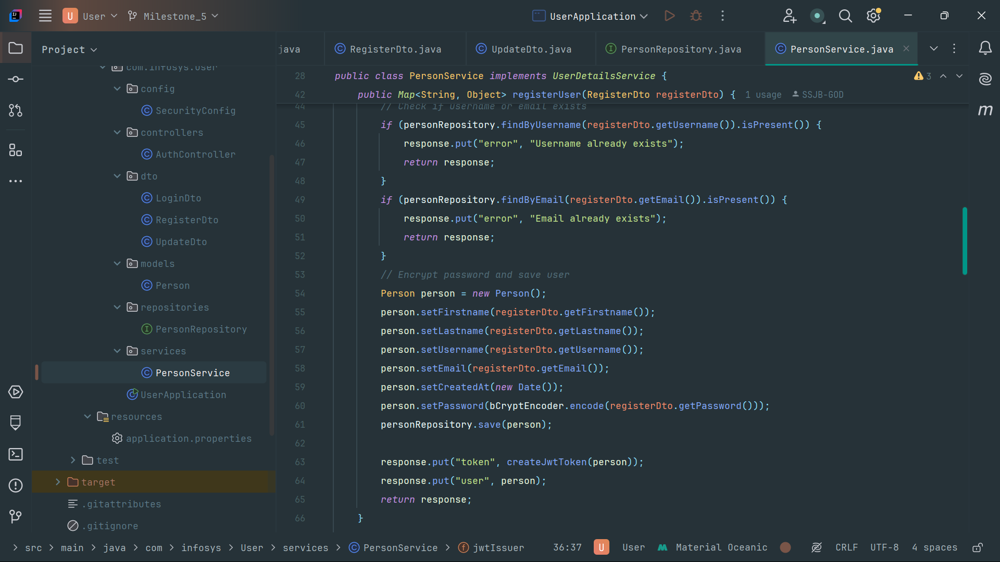 U User Milestone_5 UserApplication
Project
java RegisterDto.java UpdateDto.java PersonRepository.java PersonService.java
com.infosys.User
config
SecurityConfig
controllers
AuthController
dto
LoginDto
RegisterDto
UpdateDto
models
Person
repositories
PersonRepository
services
PersonService
UserApplication
resources
application.properties
test
target
.gitattributes
.gitignore
28 public class PersonService implements UserDetailsService {
3
42 public Map<String, Object> registerUser(RegisterDto registerDto) { 1 usage SSJB-GOD
44 // Check if username or email exists
45 if (personRepository.findByUsername(registerDto.getUsername()).isPresent()) {
46 response.put("error", "Username already exists");
47 return response;
48 }
49 if (personRepository.findByEmail(registerDto.getEmail()).isPresent()) {
50 response.put("error", "Email already exists");
51 return response;
52 }
53 // Encrypt password and save user
54 Person person = new Person();
55 person.setFirstname(registerDto.getFirstname());
56 person.setLastname(registerDto.getLastname());
57 person.setUsername(registerDto.getUsername());
58 person.setEmail(registerDto.getEmail());
59 person.setCreatedAt(new Date());
60 person.setPassword(bCryptEncoder.encode(registerDto.getPassword()));
61 personRepository.save(person);
62
63 response.put("token", createJwtToken(person));
64 response.put("user", person);
65 return response;
66 }
m
> src > main > java > com > infosys > User > services > PersonService > jwtIssuer 36:37 U User Material Oceanic CRLF UTF-8 4 spaces